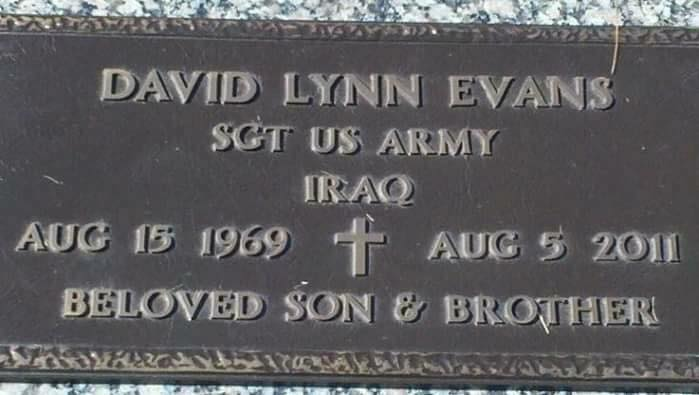 DAVID LYNN EVANS
SGT US ARMY
IRAQ
AUG 15 1969 AUG 5 2011
BELOVED SON & BROTHER